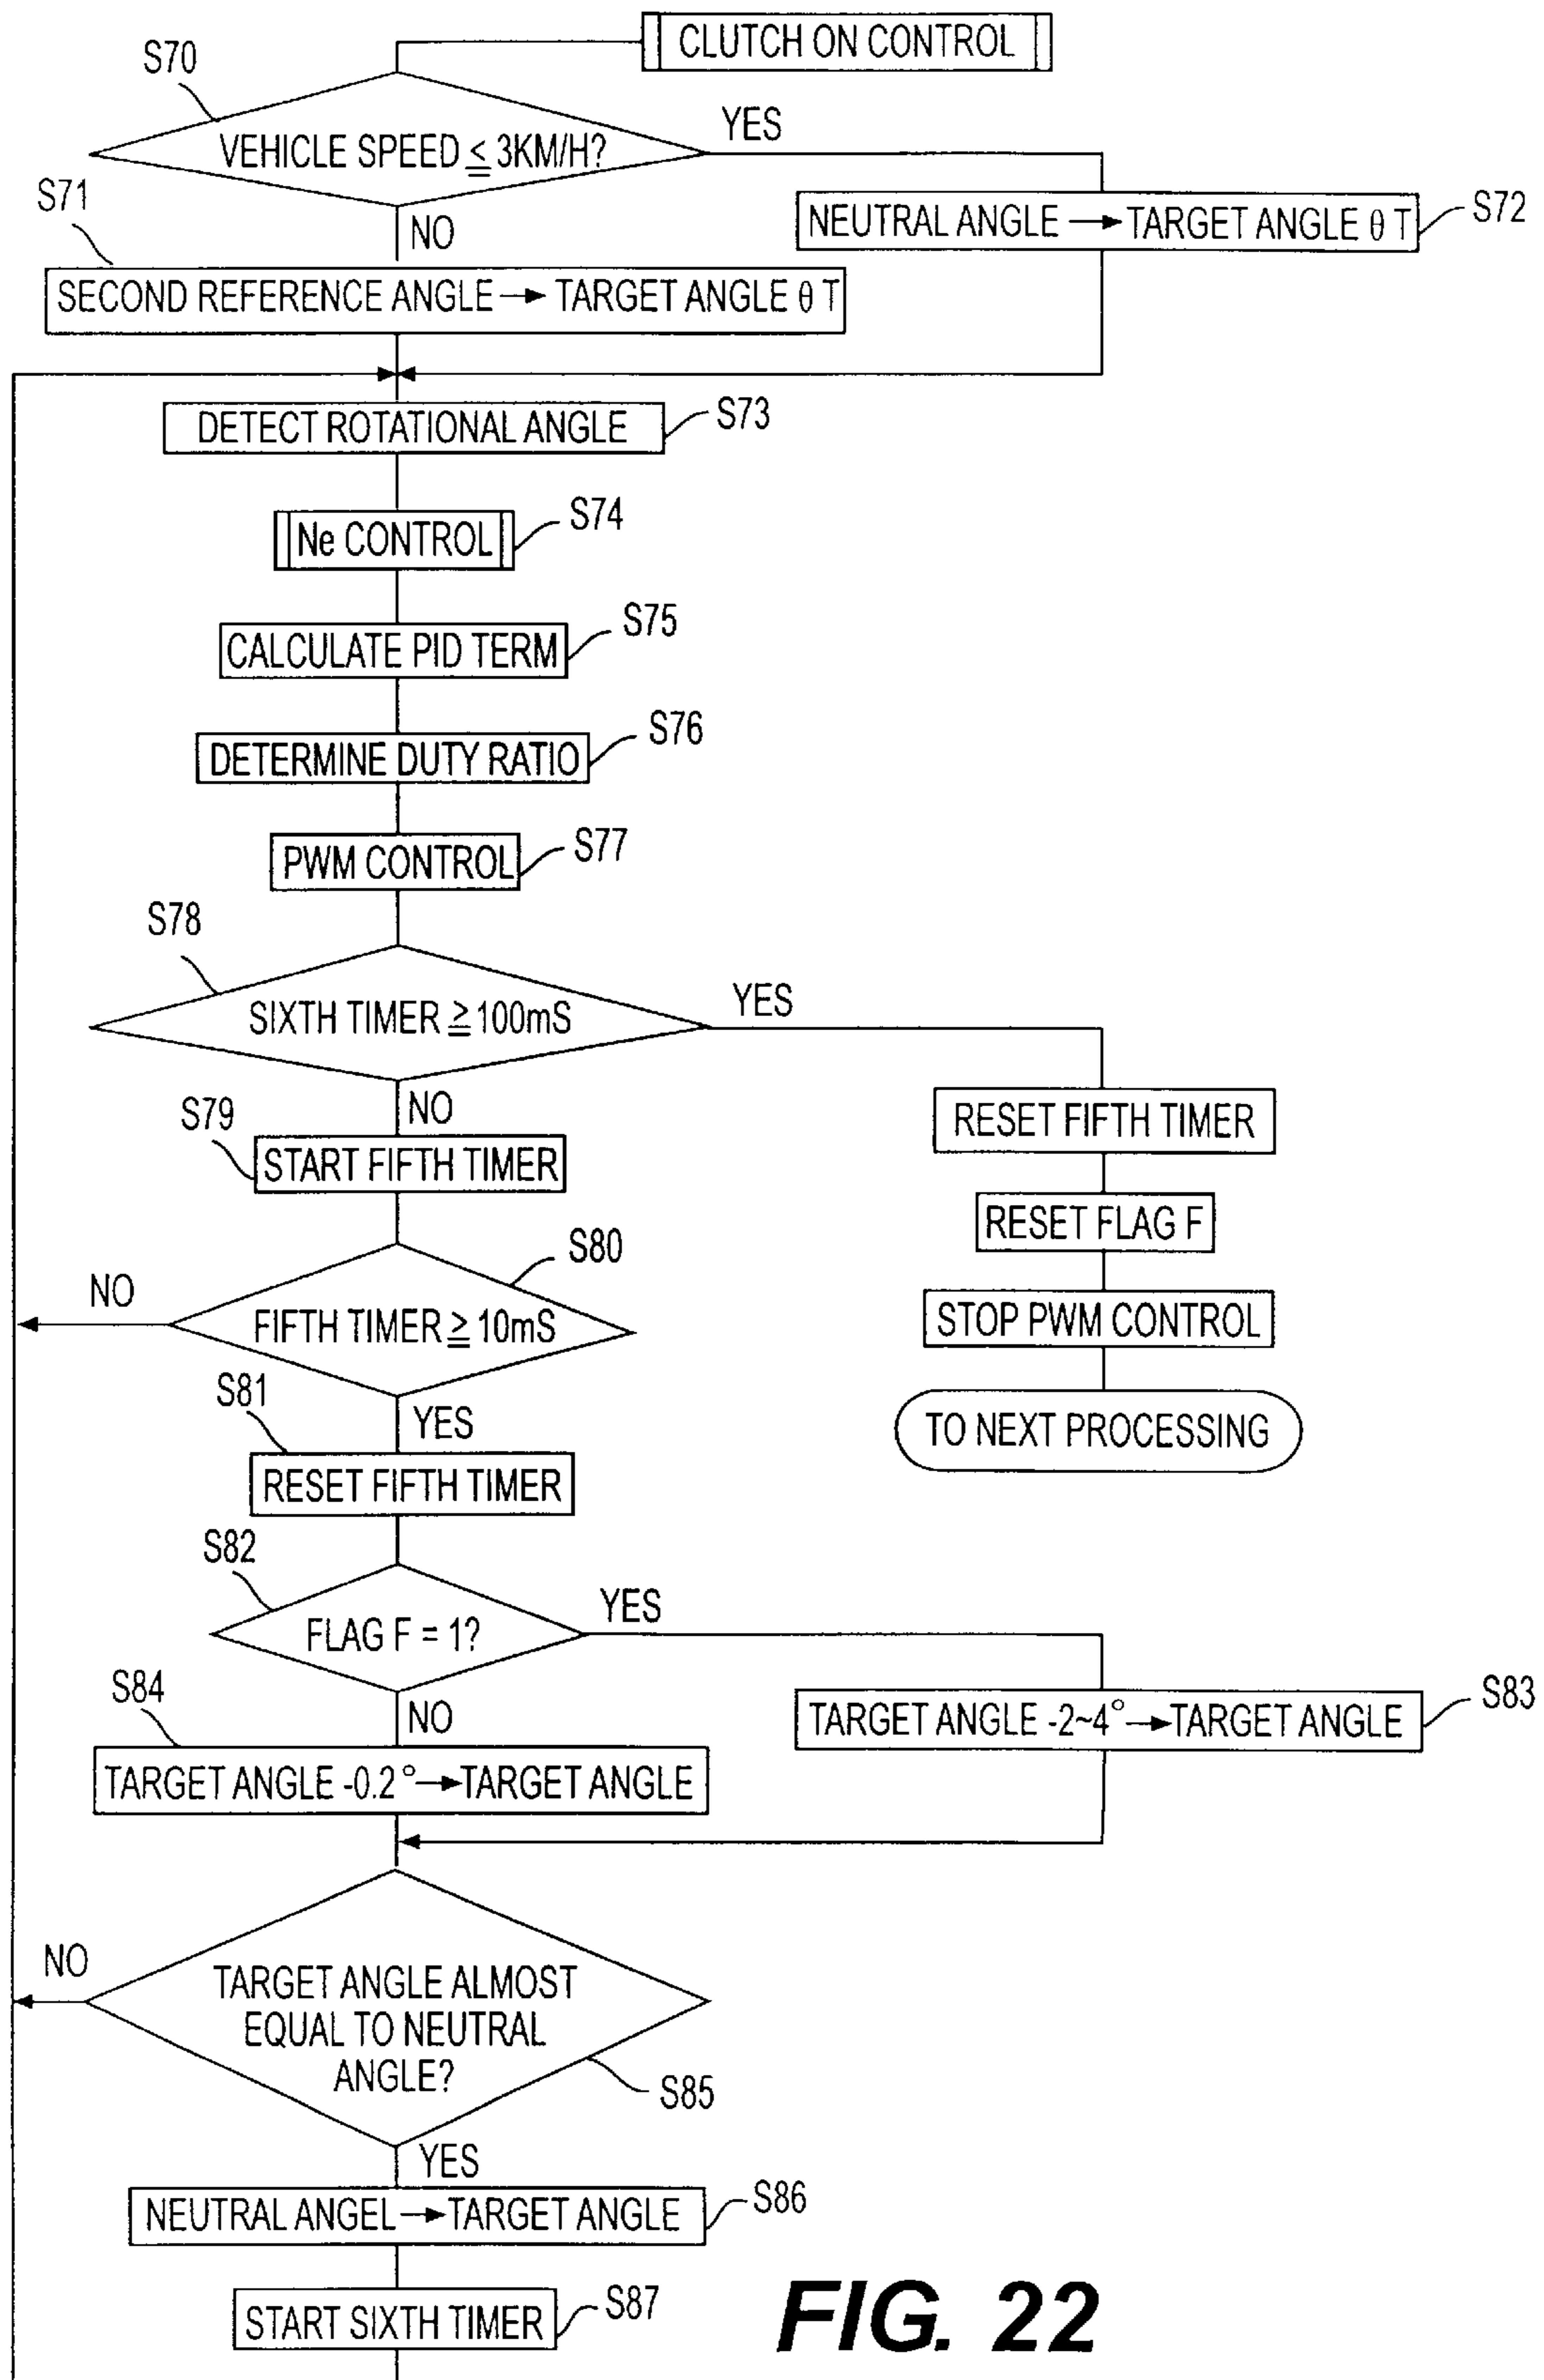 CLUTCH ON CONTROL
S70
VEHICLE SPEED ≦ 3KM/H?
YES
NO
S71
SECOND REFERENCE ANGLE → TARGET ANGLE θ T
NEUTRAL ANGLE → TARGET ANGLE θ T
S72
DETECT ROTATIONAL ANGLE
S73
Ne CONTROL
S74
CALCULATE PID TERM
S75
DETERMINE DUTY RATIO
S76
PWM CONTROL
S77
S78
SIXTH TIMER ≧ 100mS
YES
NO
S79
START FIFTH TIMER
RESET FIFTH TIMER
RESET FLAG F
STOP PWM CONTROL
TO NEXT PROCESSING
S80
FIFTH TIMER ≧ 10mS
NO
YES
S81
RESET FIFTH TIMER
S82
FLAG F = 1?
YES
NO
S84
TARGET ANGLE -0.2° → TARGET ANGLE
TARGET ANGLE -2~4° → TARGET ANGLE
S83
TARGET ANGLE ALMOST
EQUAL TO NEUTRAL
ANGLE?
NO
S85
YES
NEUTRAL ANGEL → TARGET ANGLE
S86
START SIXTH TIMER
S87
FIG. 22